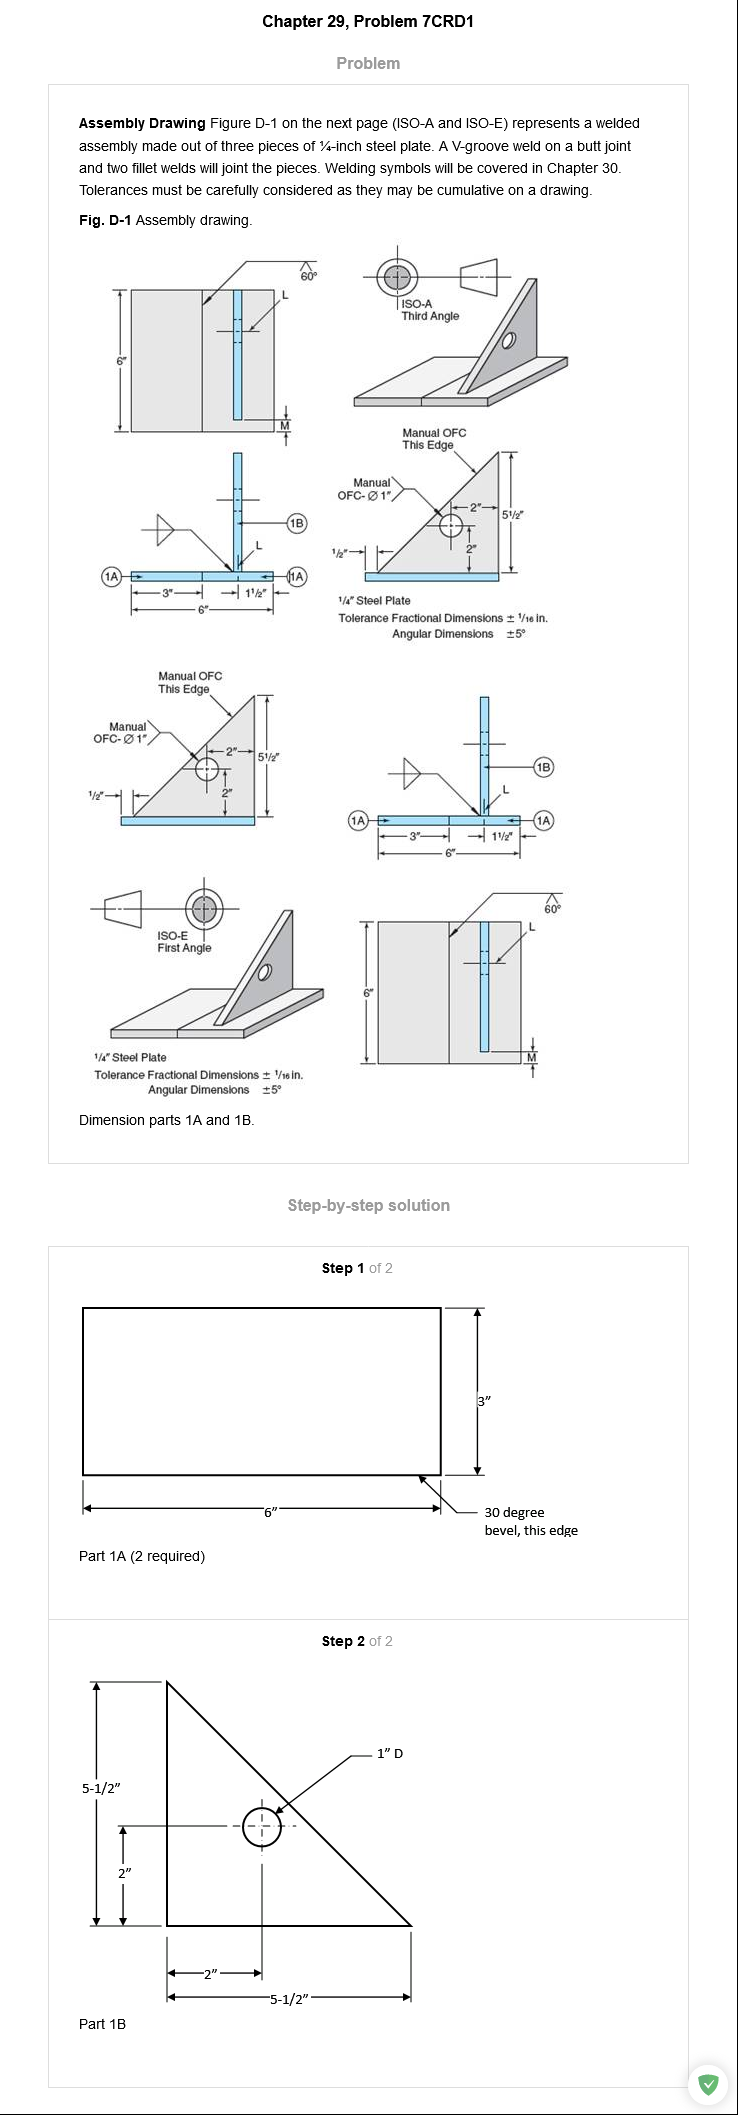 Chapter 29, Problem 7CRD1
Problem
Assembly Drawing Figure D-1 on the next page (ISO-A and ISO-E) represents a welded
assembly made out of three pieces of ¼-inch steel plate. A V-groove weld on a butt joint
and two fillet welds will joint the pieces. Welding symbols will be covered in Chapter 30.
Tolerances must be carefully considered as they may be cumulative on a drawing.
Fig. D-1 Assembly drawing.
60°
L
6"
M
ISO-A
Third Angle
Manual OFC
This Edge
Manual
OFC-Ø 1"
2"
5 1/2"
2"
1/2"
1B
L
1A
1A
3"
1 1/2"
6"
1/4" Steel Plate
Tolerance Fractional Dimensions ± 1/16 in.
Angular Dimensions ±5°
Manual OFC
This Edge
Manual
OFC-Ø 1"
2"
5 1/2"
2"
1/2"
1B
L
1A
1A
3"
1 1/2"
6"
ISO-E
First Angle
60°
L
6"
M
1/4" Steel Plate
Tolerance Fractional Dimensions ± 1/16 in.
Angular Dimensions ±5°
Dimension parts 1A and 1B.
Step-by-step solution
Step 1 of 2
3"
6"
30 degree
bevel, this edge
Part 1A (2 required)
Step 2 of 2
1" D
5-1/2"
2"
2"
5-1/2"
Part 1B